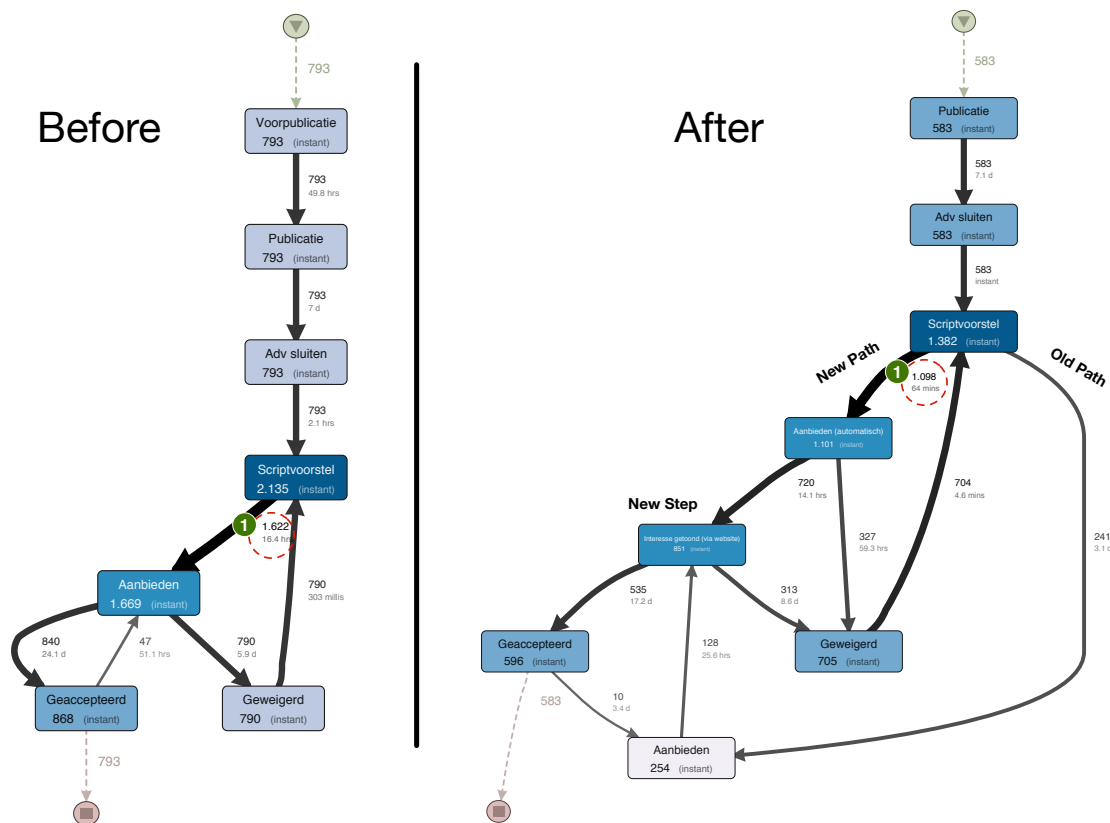 Before
793
Voorpublicatie
793 (instant)
793
49.8 hrs
Publicatie
793 (instant)
793
7 d
Adv sluiten
793 (instant)
793
2.1 hrs
Scriptvoorstel
2.135 (instant)
1
1.622
16.4 hrs
Aanbieden
1.669 (instant)
790
303 millis
840
24.1 d
47
51.1 hrs
790
5.9 d
Geaccepteerd
868 (instant)
Geweigerd
790 (instant)
793
After
583
Publicatie
583 (instant)
583
7.1 d
Adv sluiten
583 (instant)
583
instant
Scriptvoorstel
1.382 (instant)
New Path
Old Path
1
1.098
64 mins
Aanbieden (automatisch)
1.101 (instant)
720
14.1 hrs
704
4.6 mins
New Step
Interesse getoond (via website)
851 (instant)
327
59.3 hrs
241
3.1 d
535
17.2 d
313
8.6 d
Geaccepteerd
596 (instant)
128
25.6 hrs
Geweigerd
705 (instant)
583
10
3.4 d
Aanbieden
254 (instant)